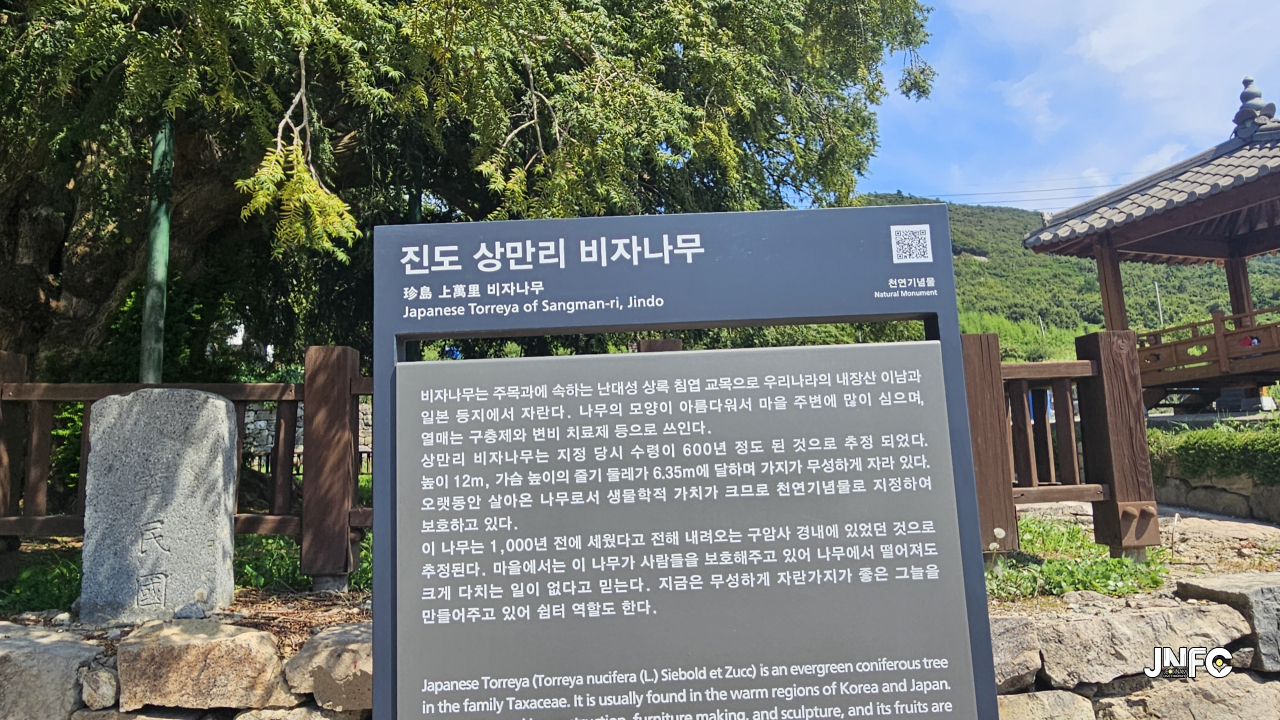 진도 상만리 비자나무
珍島 上萬里 비자나무
Japanese Torreya of Sangman-ri, Jindo
천연기념물
Natural Monument
비자나무는 주목과에 속하는 난대성 상록 침엽 교목으로 우리나라의 내장산 이남과
일본 등지에서 자란다. 나무의 모양이 아름다워서 마을 주변에 많이 심으며,
열매는 구충제와 변비 치료제 등으로 쓰인다.
상만리 비자나무는 지정 당시 수령이 600년 정도 된 것으로 추정 되었다.
높이 12m, 가슴 높이의 줄기 둘레가 6.35m에 달하며 가지가 무성하게 자라 있다.
오랫동안 살아온 나무로서 생물학적 가치가 크므로 천연기념물로 지정하여
보호하고 있다.
이 나무는 1,000년 전에 세웠다고 전해 내려오는 구암사 경내에 있었던 것으로
추정된다. 마을에서는 이 나무가 사람들을 보호해주고 있어 나무에서 떨어져도
크게 다치는 일이 없다고 믿는다. 지금은 무성하게 자란가지가 좋은 그늘을
만들어주고 있어 쉼터 역할도 한다.
Japanese Torreya (Torreya nucifera (L.) Siebold et Zucc) is an evergreen coniferous tree
in the family Taxaceae. It is usually found in the warm regions of Korea and Japan.
furniture making, and sculpture, and its fruits are
民
國
JNFC